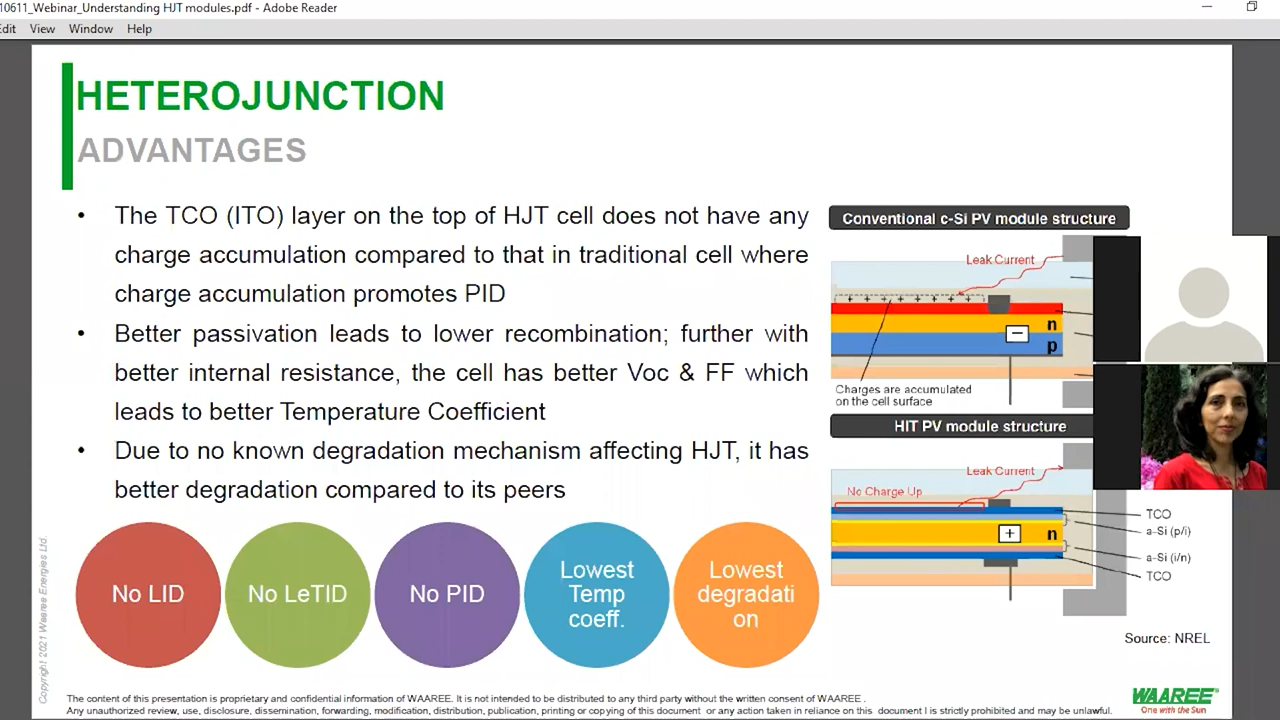 10611_Webinar_Understanding HJT modules.pdf - Adobe Reader
Edit View Window Help
HETEROJUNCTION
ADVANTAGES
• The TCO (ITO) layer on the top of HJT cell does not have any
charge accumulation compared to that in traditional cell where
charge accumulation promotes PID
• Better passivation leads to lower recombination; further with
better internal resistance, the cell has better Voc & FF which
leads to better Temperature Coefficient
• Due to no known degradation mechanism affecting HJT, it has
better degradation compared to its peers
No LID
No LeTID
No PID
Lowest
Temp
coeff.
Lowest
degradati
on
Conventional c-Si PV module structure
Leak Current
+ + + + + + + +
n
−
p
Charges are accumulated
on the cell surface
HIT PV module structure
Leak Current
No Charge Up
+
n
TCO
a-Si (p/i)
a-Si (i/n)
TCO
Source: NREL
Copyright 2021 Waaree Energies Ltd.
The content of this presentation is proprietary and confidential information of WAAREE. It is not intended to be distributed to any third party without the written consent of WAAREE .
Any unauthorized review, use, disclosure, dissemination, forwarding, modification, distribution, publication, printing or copying of this document or any action taken in reliance on this document I is strictly prohibited and may be unlawful.
WAAREE
One with the Sun